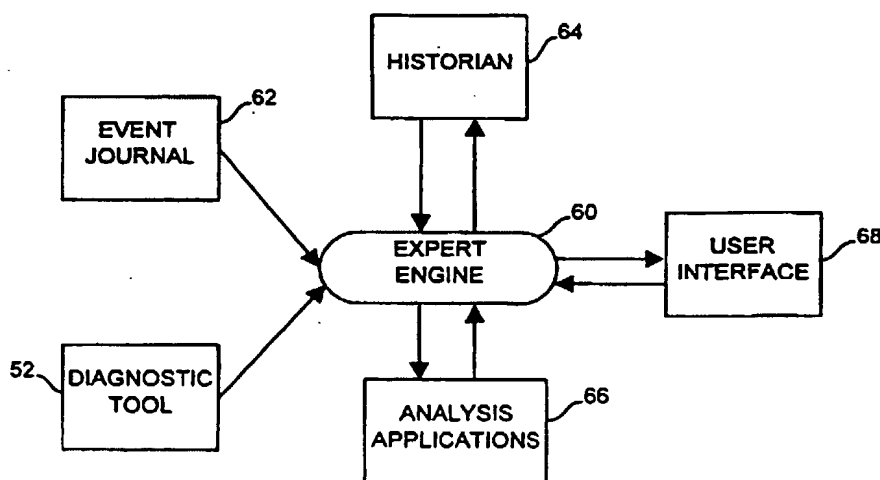 HISTORIAN
64
EVENT
JOURNAL
62
EXPERT
ENGINE
60
USER
INTERFACE
68
DIAGNOSTIC
TOOL
52
ANALYSIS
APPLICATIONS
66